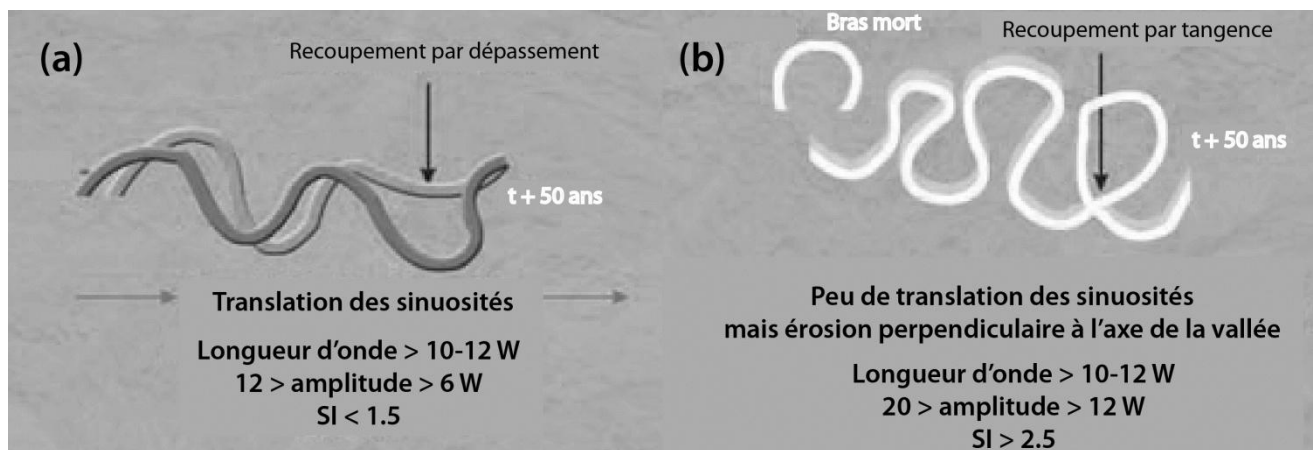 (a)
Recoupement par dépassement
t + 50 ans
Translation des sinuosités
Longueur d'onde > 10-12 W
12 > amplitude > 6 W
SI < 1.5
Bras mort
(b)
Recoupement par tangence
t + 50 ans
Peu de translation des sinuosités
mais érosion perpendiculaire à l'axe de la vallée
Longueur d'onde > 10-12 W
20 > amplitude > 12 W
SI > 2.5